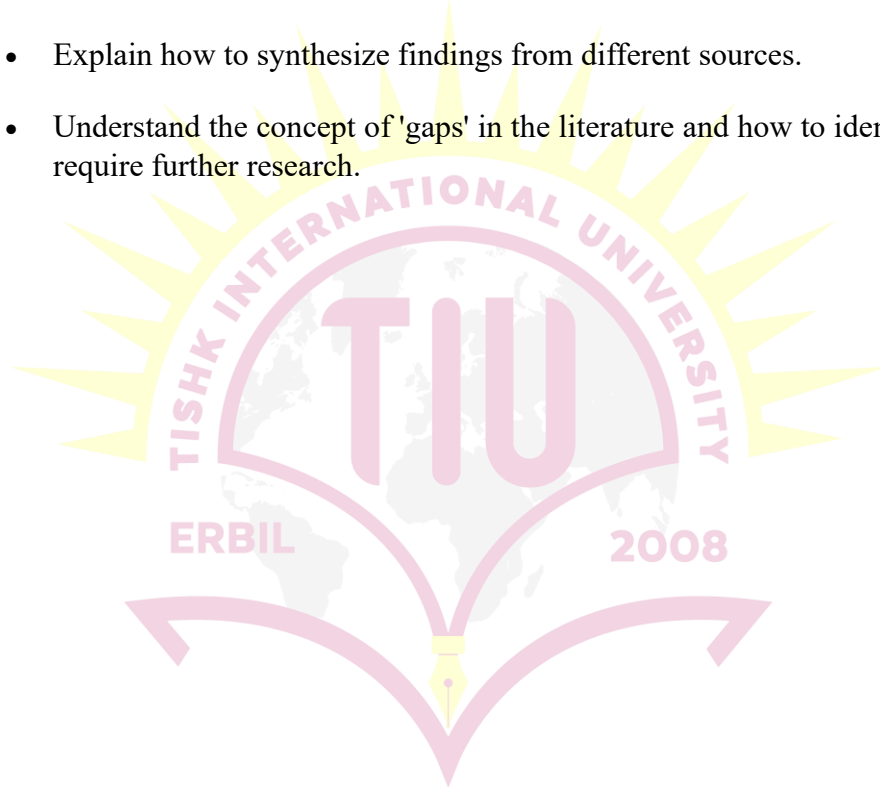 • Explain how to synthesize findings from different sources.
• Understand the concept of 'gaps' in the literature and how to iden
require further research.
TISHK INTERNATIONAL UNIVERSITY
TIU
ERBIL
2008